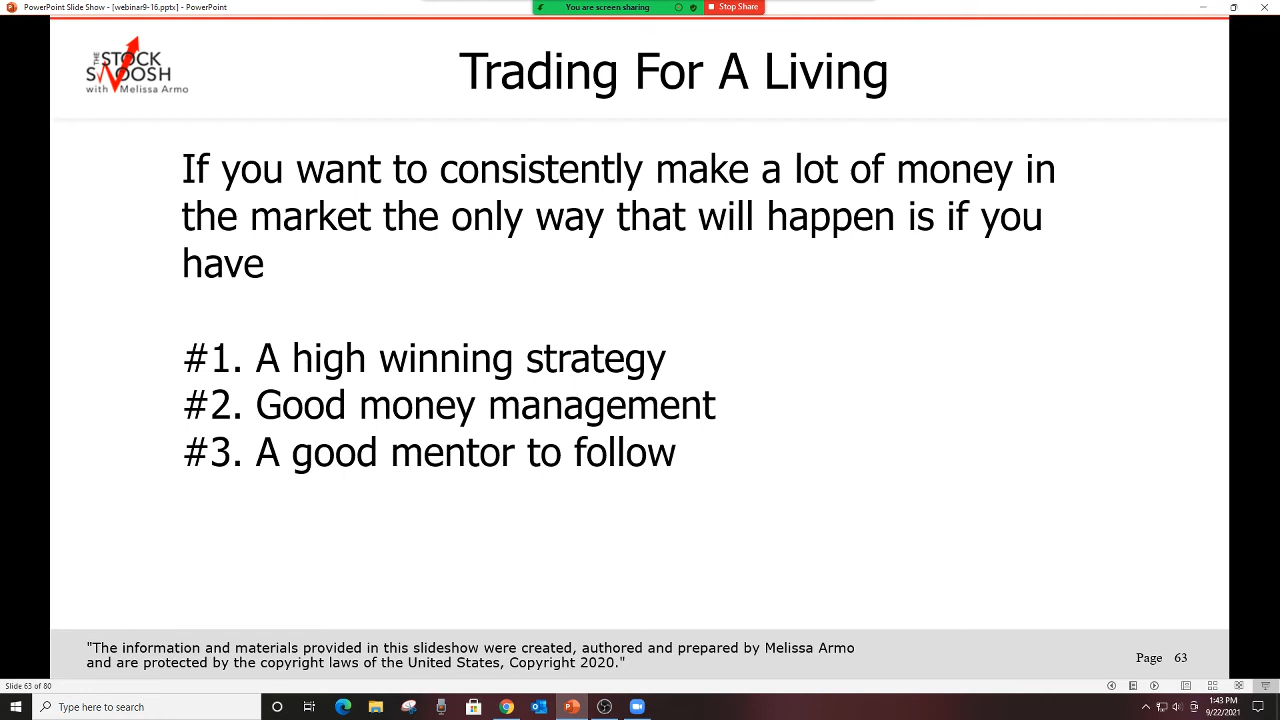 PowerPoint Slide Show - [webinar9-16.pptx] - PowerPoint
You are screen sharing
Stop Share
THE
STOCK
SWOOSH
with Melissa Armo
Trading For A Living
If you want to consistently make a lot of money in
the market the only way that will happen is if you
have
#1. A high winning strategy
#2. Good money management
#3. A good mentor to follow
"The information and materials provided in this slideshow were created, authored and prepared by Melissa Armo
and are protected by the copyright laws of the United States, Copyright 2020."
Page 63
Slide 63 of 80
Type here to search
1:43 PM
9/22/2021